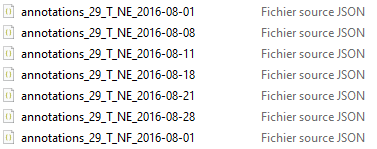 annotations_29_T_NE_2016-08-01 Fichier source JSON
annotations_29_T_NE_2016-08-08 Fichier source JSON
annotations_29_T_NE_2016-08-11 Fichier source JSON
annotations_29_T_NE_2016-08-18 Fichier source JSON
annotations_29_T_NE_2016-08-21 Fichier source JSON
annotations_29_T_NE_2016-08-28 Fichier source JSON
annotations_29_T_NF_2016-08-01 Fichier source JSON